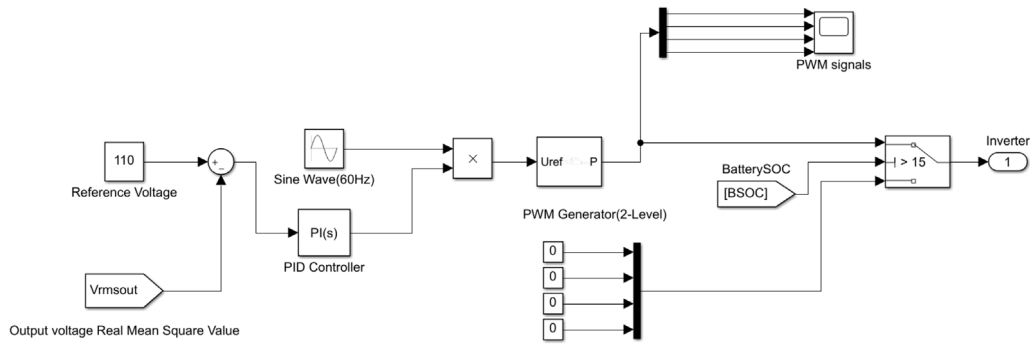 PWM signals
Inverter
1
110
+
−
Reference Voltage
Sine Wave(60Hz)
×
Uref
P
PWM Generator(2-Level)
BatterySOC
[BSOC]
> 15
PI(s)
PID Controller
Vrmsout
Output voltage Real Mean Square Value
0
0
0
0